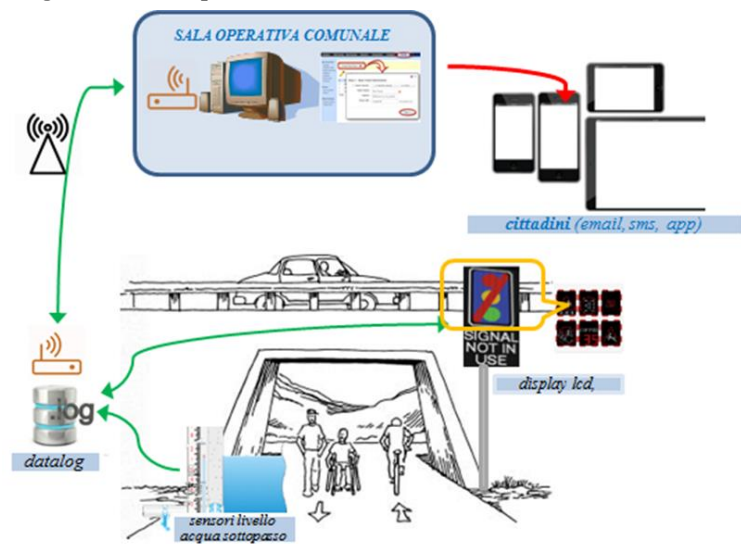 SALA OPERATIVA COMUNALE
cittadini (email, sms, app)
SIGNAL
NOT IN
USE
display lcd,
log
datalog
sensori livello
acqua sottopasso